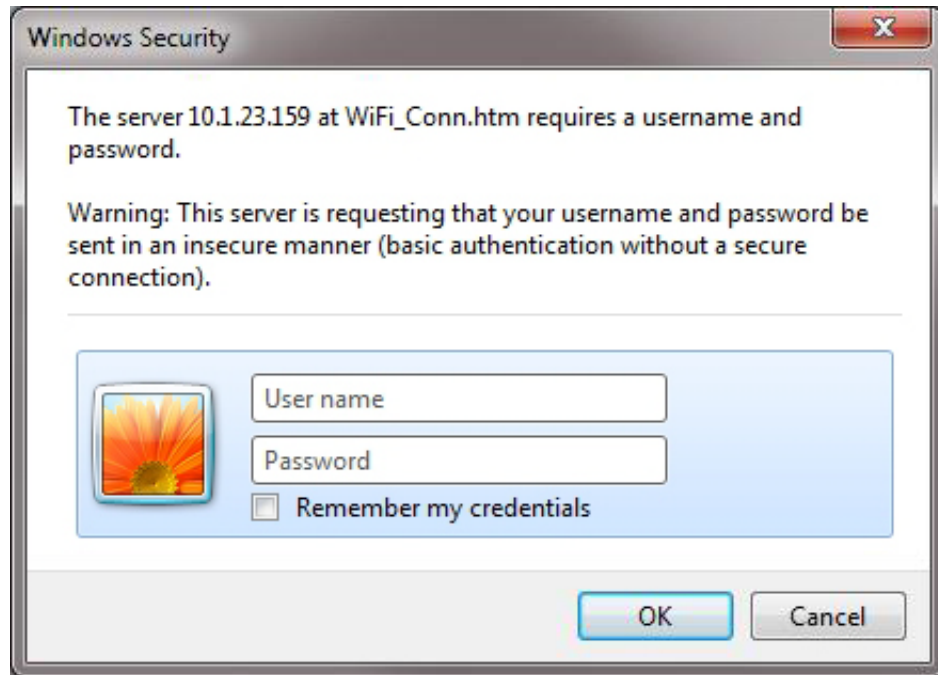 Windows Security
The server 10.1.23.159 at WiFi_Conn.htm requires a username and
password.
Warning: This server is requesting that your username and password be
sent in an insecure manner (basic authentication without a secure
connection).
User name
Password
Remember my credentials
OK Cancel